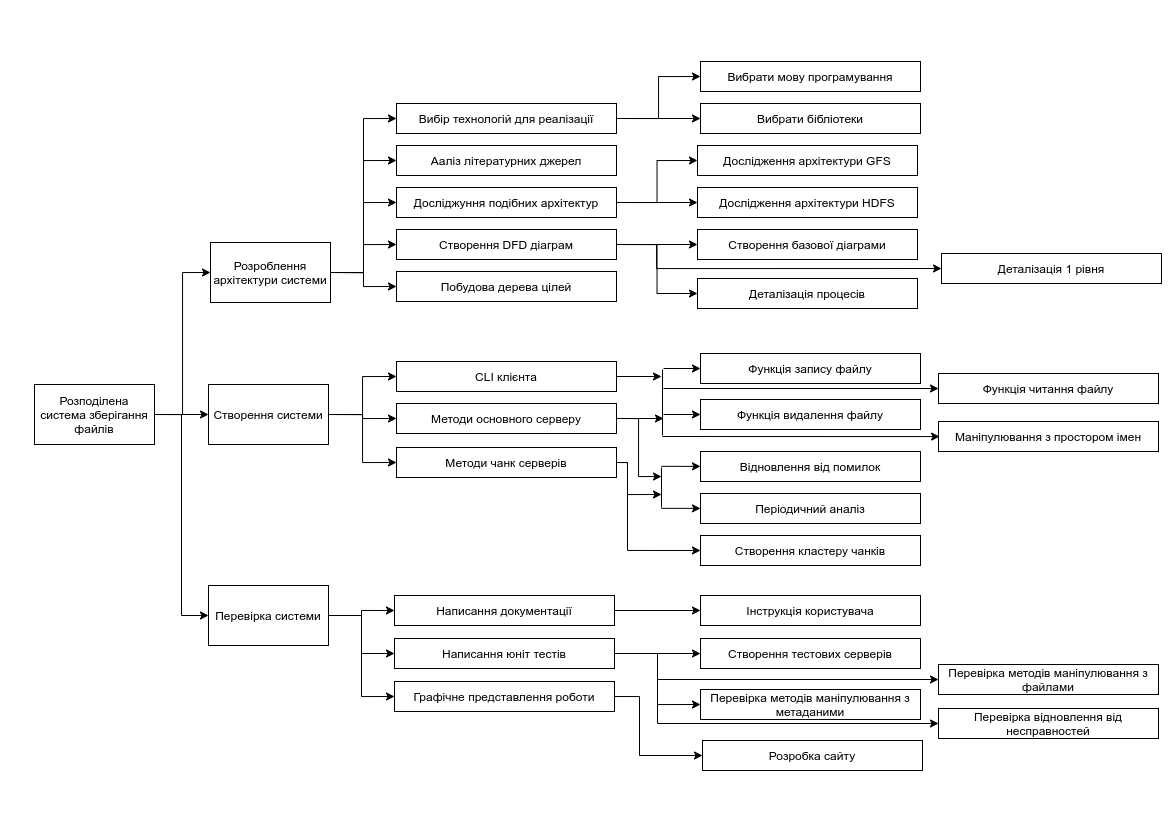 Вибрати мову програмування
Вибір технологій для реалізації
Вибрати бібліотеки
Ааліз літературних джерел
Дослідження архітектури GFS
Досліджуння подібних архітектур
Дослідження архітектури HDFS
Створення DFD діаграм
Створення базової діаграми
Розроблення
архітектури системи
Деталізація 1 рівня
Побудова дерева цілей
Деталізація процесів
CLI клієнта
Функція запису файлу
Функція читання файлу
Розподілена
система зберігання
файлів
Створення системи
Методи основного серверу
Функція видалення файлу
Маніпулювання з простором імен
Методи чанк серверів
Відновлення від помилок
Періодичний аналіз
Створення кластеру чанків
Перевірка системи
Написання документації
Інструкція користувача
Написання юніт тестів
Створення тестових серверів
Перевірка методів маніпулювання з
файлами
Графічне представлення роботи
Перевірка методів маніпулювання з
метаданими
Перевірка відновлення від
несправностей
Розробка сайту